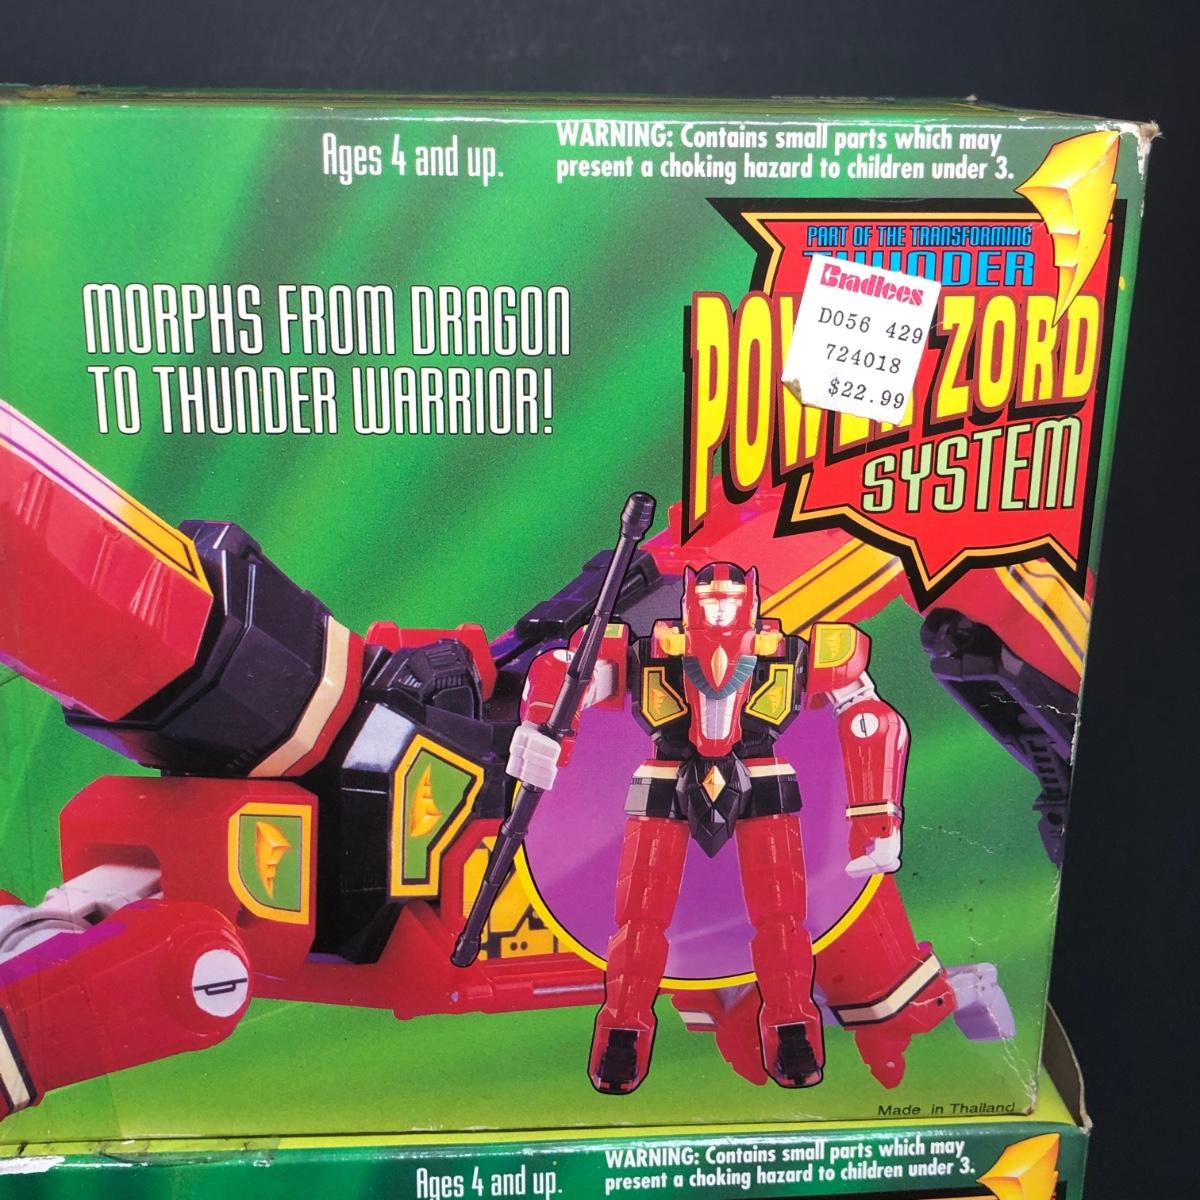 Ages 4 and up.
WARNING: Contains small parts which may
present a choking hazard to children under 3.
PART OF THE TRANSFORMING
THUNDER
POWER ZORD
SYSTEM
Bradlees
D056 429
724018
$22.99
MORPHS FROM DRAGON
TO THUNDER WARRIOR!
Made in Thailand
Ages 4 and up.
WARNING: Contains small parts which may
present a choking hazard to children under 3.